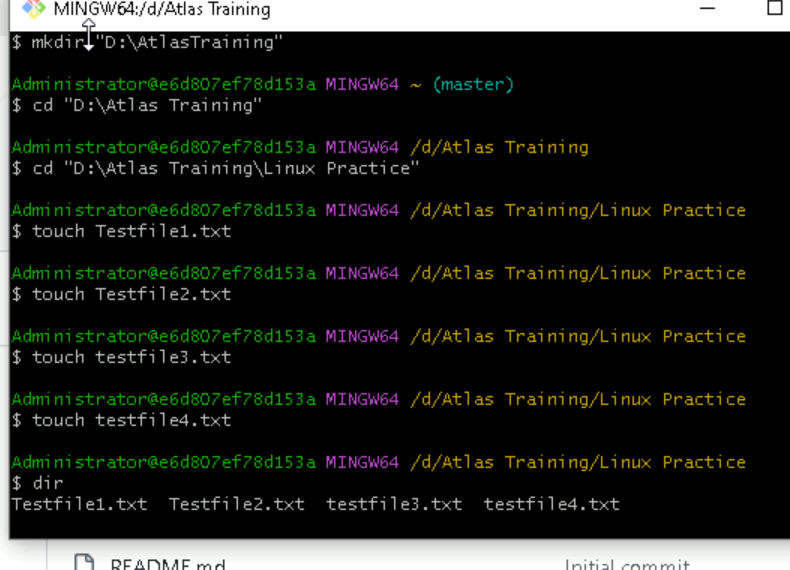 MINGW64:/d/Atlas Training
$ mkdir "D:\AtlasTraining"
Administrator@e6d807ef78d153a MINGW64 ~ (master)
$ cd "D:\Atlas Training"
Administrator@e6d807ef78d153a MINGW64 /d/Atlas Training
$ cd "D:\Atlas Training\Linux Practice"
Administrator@e6d807ef78d153a MINGW64 /d/Atlas Training/Linux Practice
$ touch Testfile1.txt
Administrator@e6d807ef78d153a MINGW64 /d/Atlas Training/Linux Practice
$ touch Testfile2.txt
Administrator@e6d807ef78d153a MINGW64 /d/Atlas Training/Linux Practice
$ touch testfile3.txt
Administrator@e6d807ef78d153a MINGW64 /d/Atlas Training/Linux Practice
$ touch testfile4.txt
Administrator@e6d807ef78d153a MINGW64 /d/Atlas Training/Linux Practice
$ dir
Testfile1.txt  Testfile2.txt  testfile3.txt  testfile4.txt
README.md Initial commit